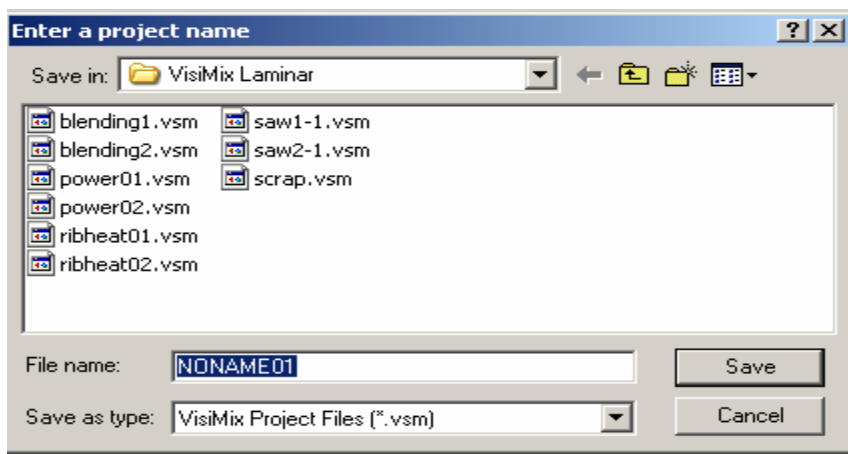 Enter a project name
Save in: VisiMix Laminar
blending1.vsm saw1-1.vsm
blending2.vsm saw2-1.vsm
power01.vsm scrap.vsm
power02.vsm
ribheat01.vsm
ribheat02.vsm
File name: NONAME01 Save
Save as type: VisiMix Project Files (*.vsm) Cancel